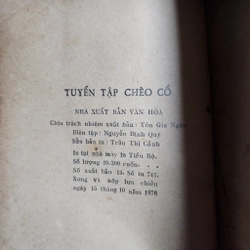 TUYỂN TẬP CHÈO CỔ
NHÀ XUẤT BẢN VĂN HÓA
Chịu trách nhiệm xuất bản: Tôn Gia
Biên tập: Nguyễn Đình Quý
Sửa bản in: Trần Thị Cảnh
In tại nhà máy In Tiến Bộ.
Số lượng 10.200 cuốn
Số xuất bản 14. Số in
Xong và nộp lưu chiểu
ngày 15 tháng 10 năm 1976